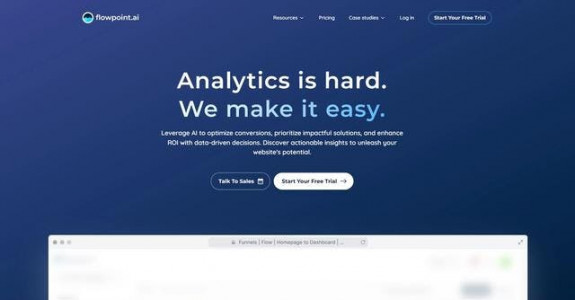 flowpoint.ai
Resources Pricing Case studies Log in Start Your Free Trial
Analytics is hard.
We make it easy.
Leverage AI to optimize conversions, prioritize impactful solutions, and enhance
ROI with data-driven decisions. Discover actionable insights to unleash your
website's potential.
Talk To Sales Start Your Free Trial
Funnels | Flow | Homepage to Dashboard | ...